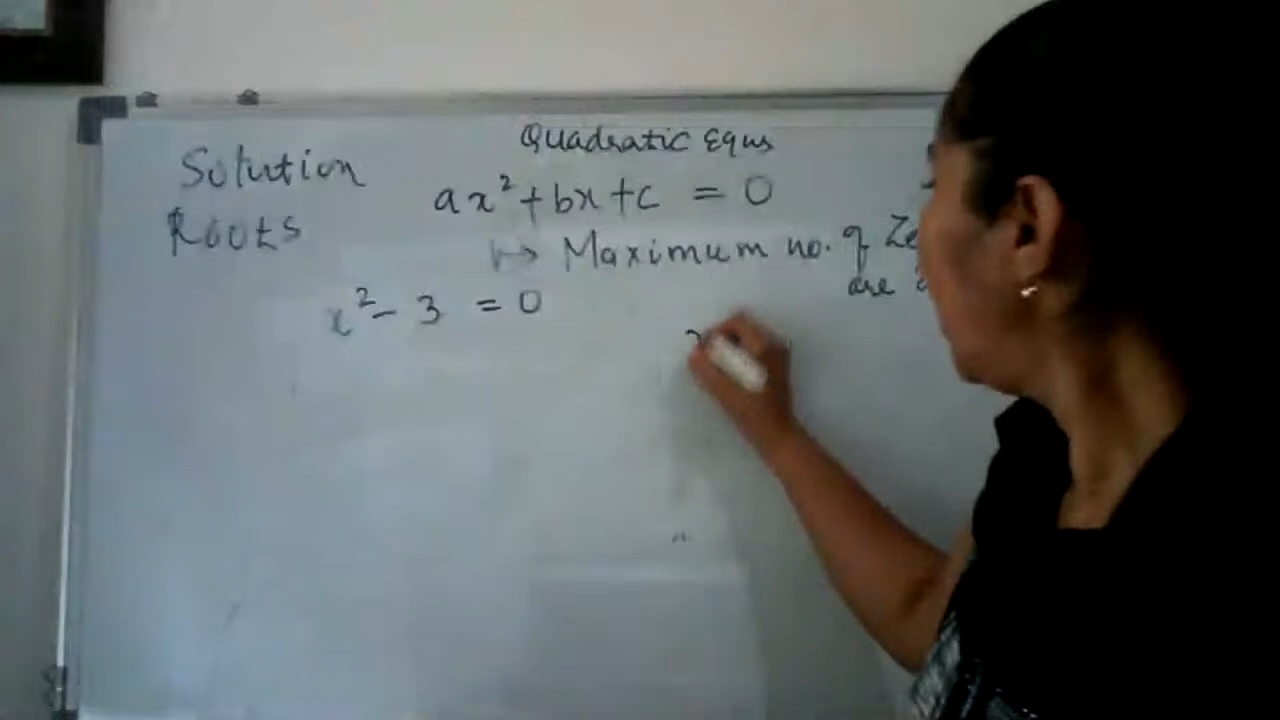 Quadratic Equs
Solution
ax² + bx + c = 0
Roots
↦ Maximum no. of Ze
are
x² - 3 = 0